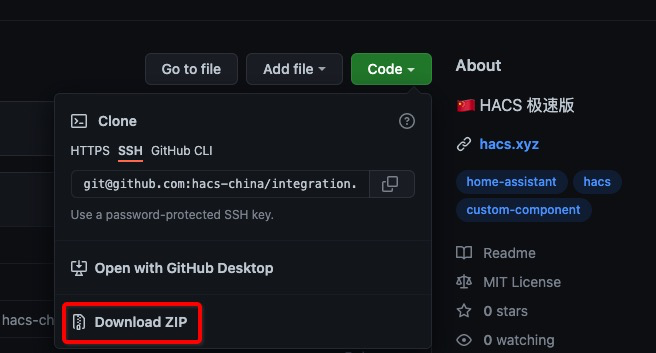 Go to file
Add file
Code
Clone
HTTPS SSH GitHub CLI
git@github.com:hacs-china/integration.
Use a password-protected SSH key.
Open with GitHub Desktop
hacs-ch
Download ZIP
About
🇨🇳 HACS 极速版
hacs.xyz
home-assistant hacs
custom-component
Readme
MIT License
0 stars
0 watching